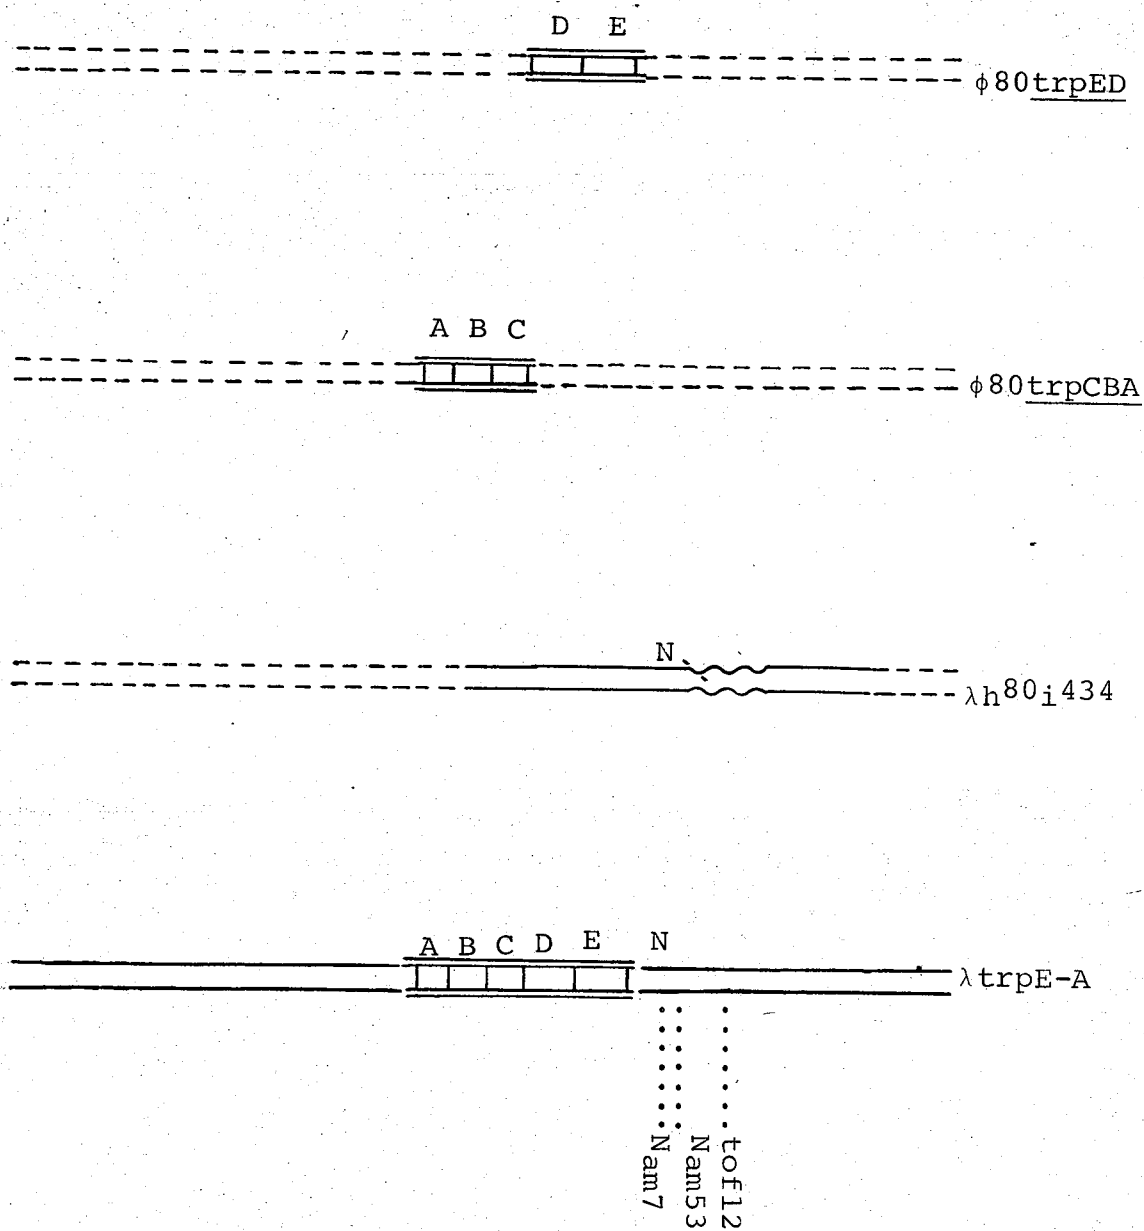 D E
φ80trpED
A B C
φ80trpCBA
N
λh80i434
A B C D E N
λtrpE-A
Nam7
Nam53
tof12